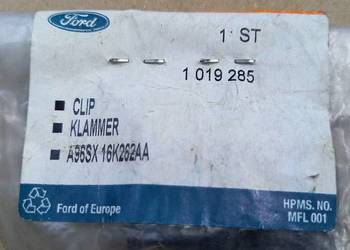 Ford
1 ST
1 019 285
CLIP
KLAMMER
A96SX 16K262AA
Ford of Europe
HPMS. NO.
MFL 001